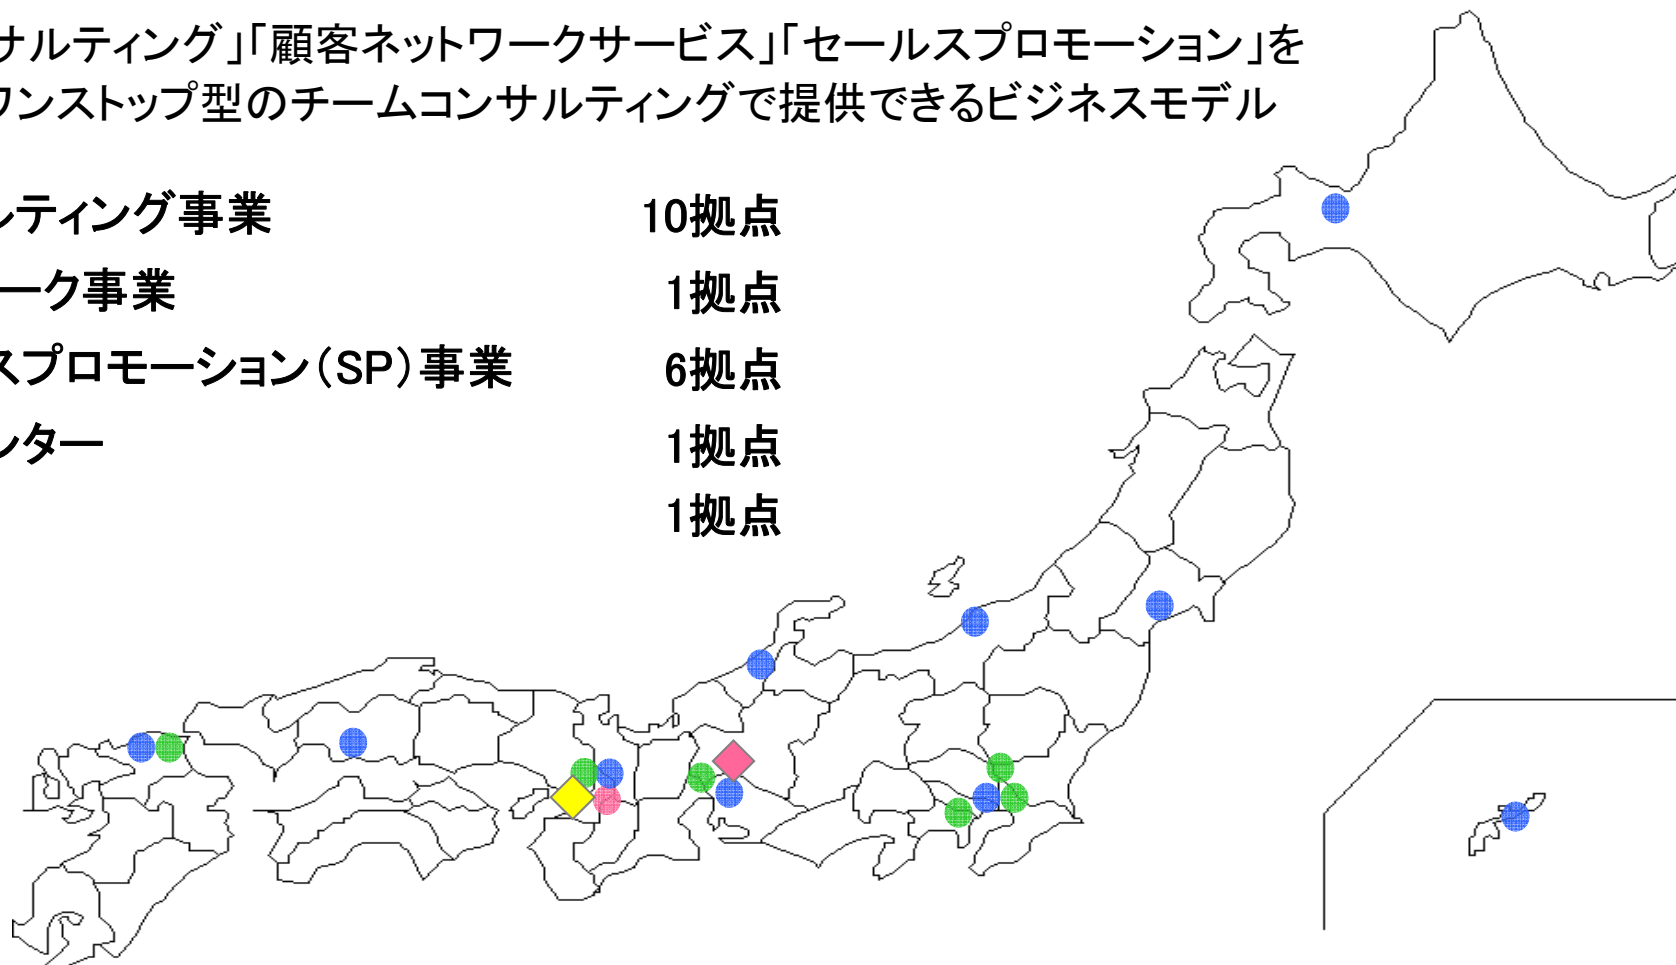 サルティング」「顧客ネットワークサービス」「セールスプロモーション」を
ワンストップ型のチームコンサルティングで提供できるビジネスモデル
ルティング事業 10拠点
ーク事業 1拠点
スプロモーション（SP）事業 6拠点
ンター 1拠点
1拠点